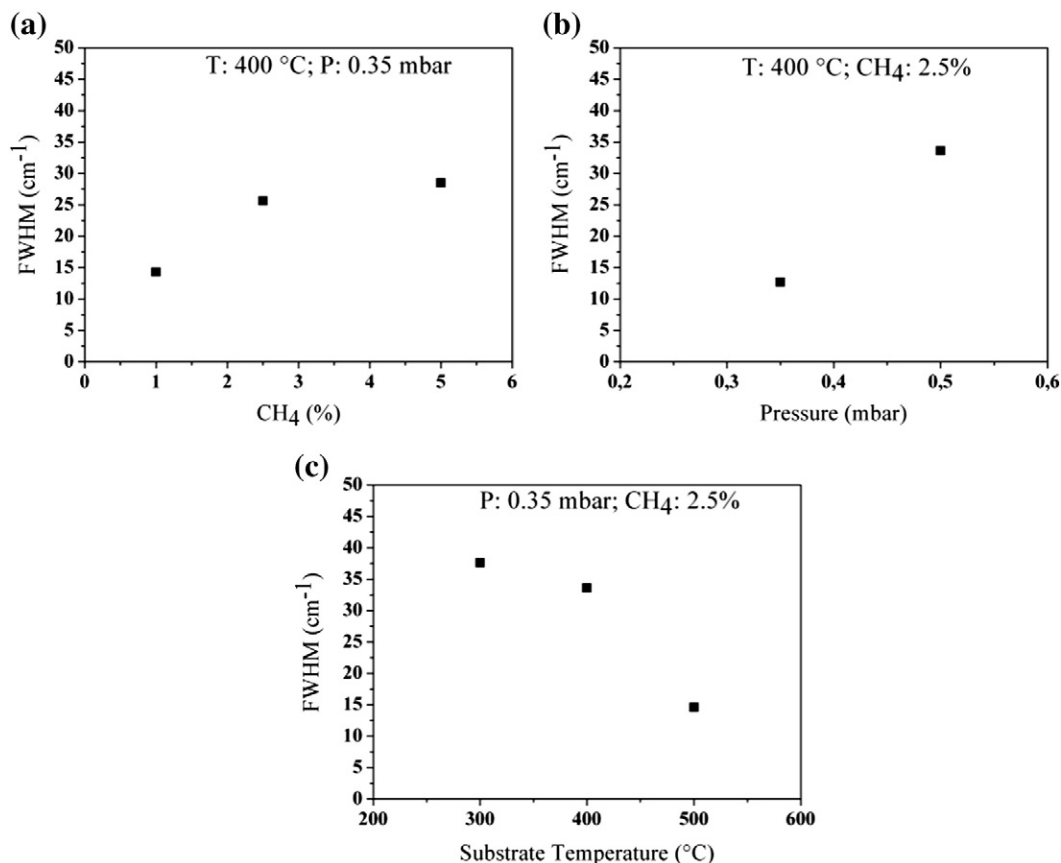 (a)
T: 400 °C; P: 0.35 mbar
FWHM (cm-1)
50
45
40
35
30
25
20
15
10
5
0
0 1 2 3 4 5 6
CH4 (%)
(b)
T: 400 °C; CH4: 2.5%
FWHM (cm-1)
50
45
40
35
30
25
20
15
10
5
0
0,2 0,3 0,4 0,5 0,6
Pressure (mbar)
(c)
P: 0.35 mbar; CH4: 2.5%
FWHM (cm-1)
50
45
40
35
30
25
20
15
10
5
0
200 300 400 500 600
Substrate Temperature (°C)